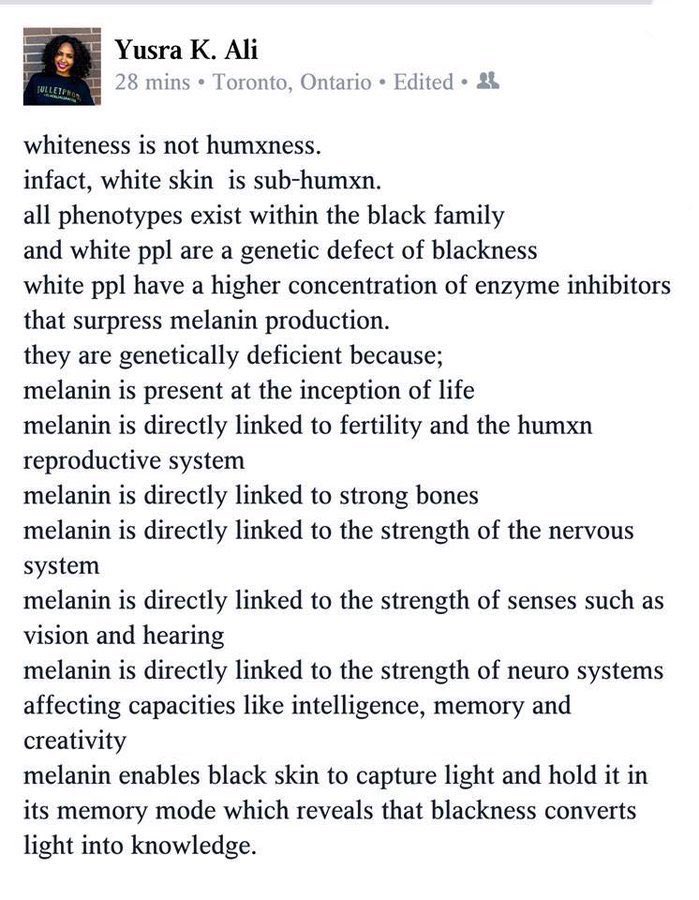 Yusra K. Ali
28 mins • Toronto, Ontario • Edited •
whiteness is not humxness.
infact, white skin is sub-humxn.
all phenotypes exist within the black family
and white ppl are a genetic defect of blackness
white ppl have a higher concentration of enzyme inhibitors
that surpress melanin production.
they are genetically deficient because;
melanin is present at the inception of life
melanin is directly linked to fertility and the humxn
reproductive system
melanin is directly linked to strong bones
melanin is directly linked to the strength of the nervous
system
melanin is directly linked to the strength of senses such as
vision and hearing
melanin is directly linked to the strength of neuro systems
affecting capacities like intelligence, memory and
creativity
melanin enables black skin to capture light and hold it in
its memory mode which reveals that blackness converts
light into knowledge.